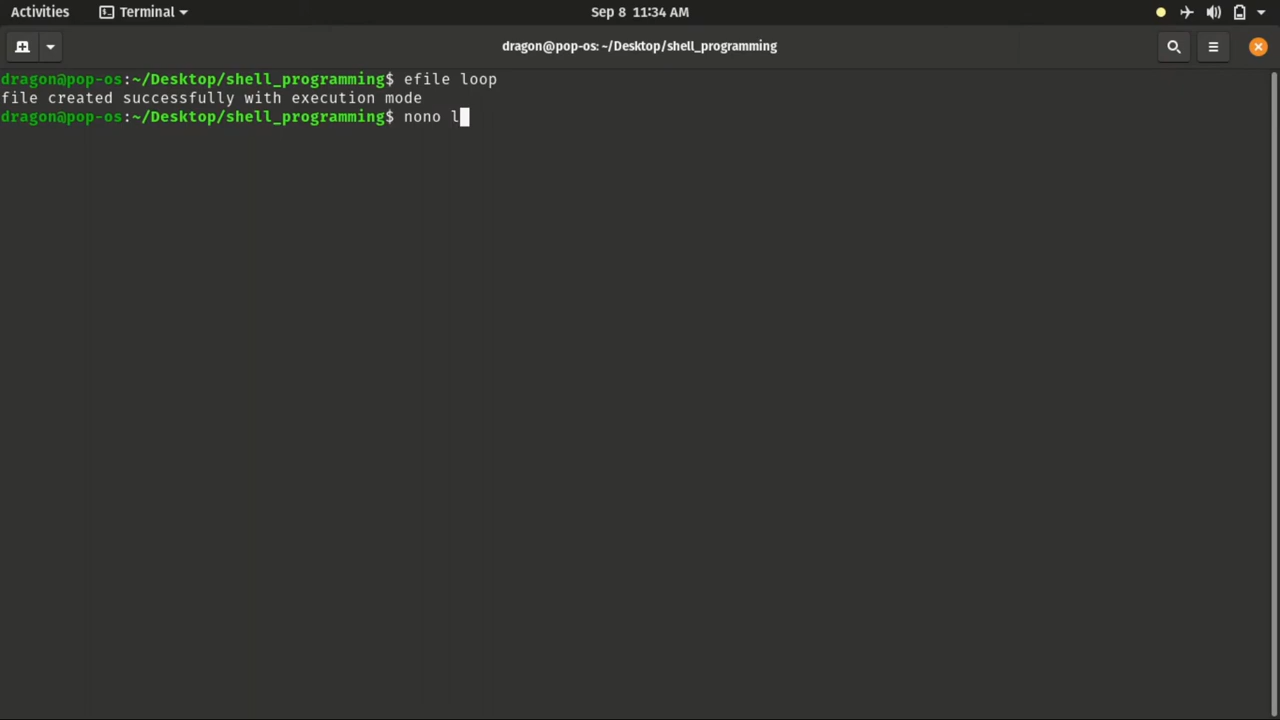 Activities Terminal Sep 8 11:34 AM
dragon@pop-os: ~/Desktop/shell_programming
dragon@pop-os:~/Desktop/shell_programming$ efile loop
file created successfully with execution mode
dragon@pop-os:~/Desktop/shell_programming$ nono l